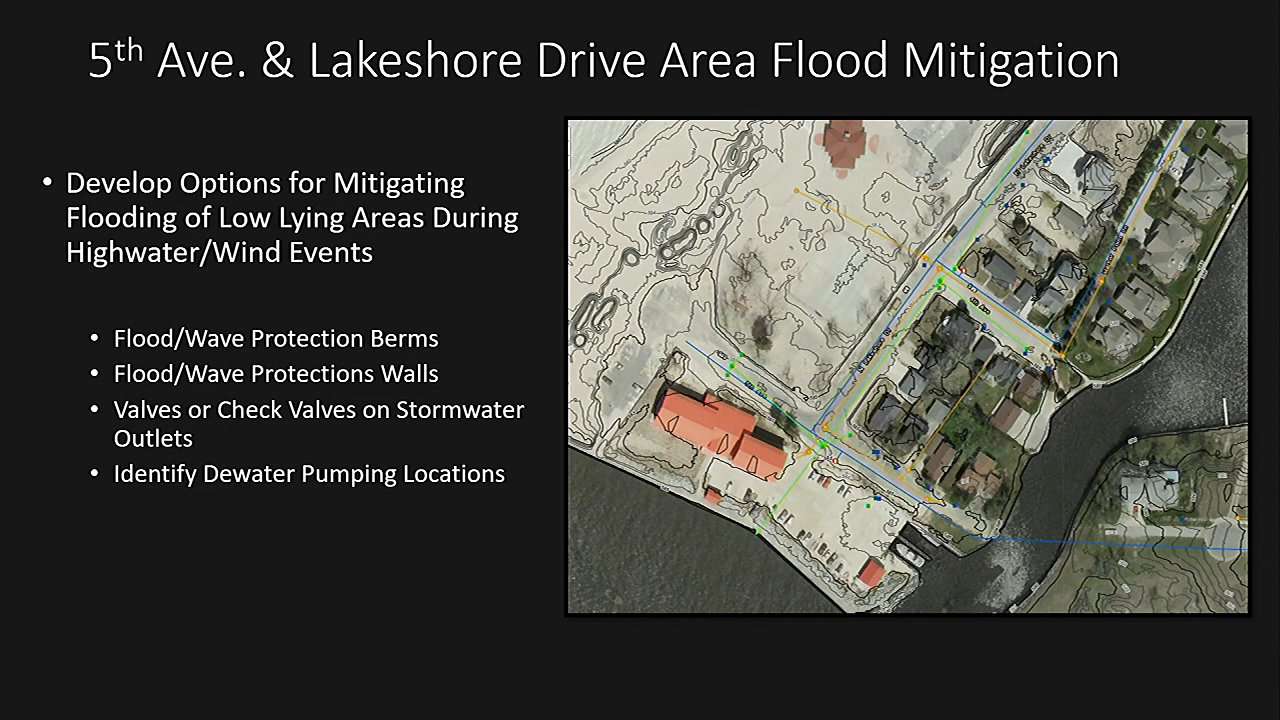 5th Ave. & Lakeshore Drive Area Flood Mitigation
• Develop Options for Mitigating
Flooding of Low Lying Areas During
Highwater/Wind Events
• Flood/Wave Protection Berms
• Flood/Wave Protections Walls
• Valves or Check Valves on Stormwater
Outlets
• Identify Dewater Pumping Locations